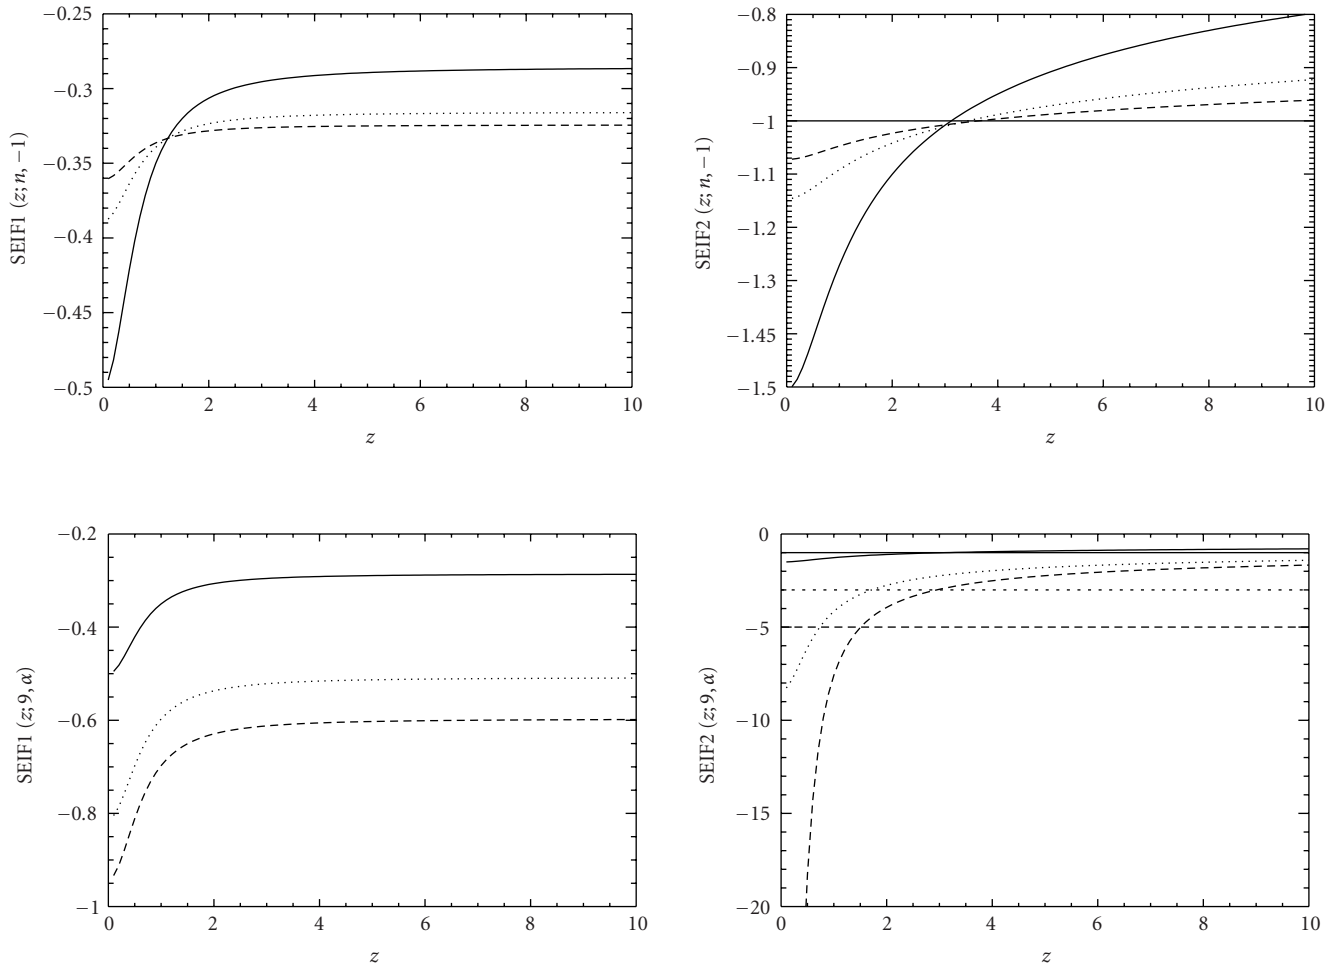 −0.25
−0.3
−0.35
−0.4
−0.45
−0.5
0 2 4 6 8 10
z
SEIF1 (z; n, −1)
−0.8
−0.9
−1
−1.1
−1.2
−1.3
−1.45
−1.5
0 2 4 6 8 10
z
SEIF2 (z; n, −1)
−0.2
−0.4
−0.6
−0.8
−1
0 2 4 6 8 10
z
SEIF1 (z; 9, α)
0
−5
−10
−15
−20
0 2 4 6 8 10
z
SEIF2 (z; 9, α)